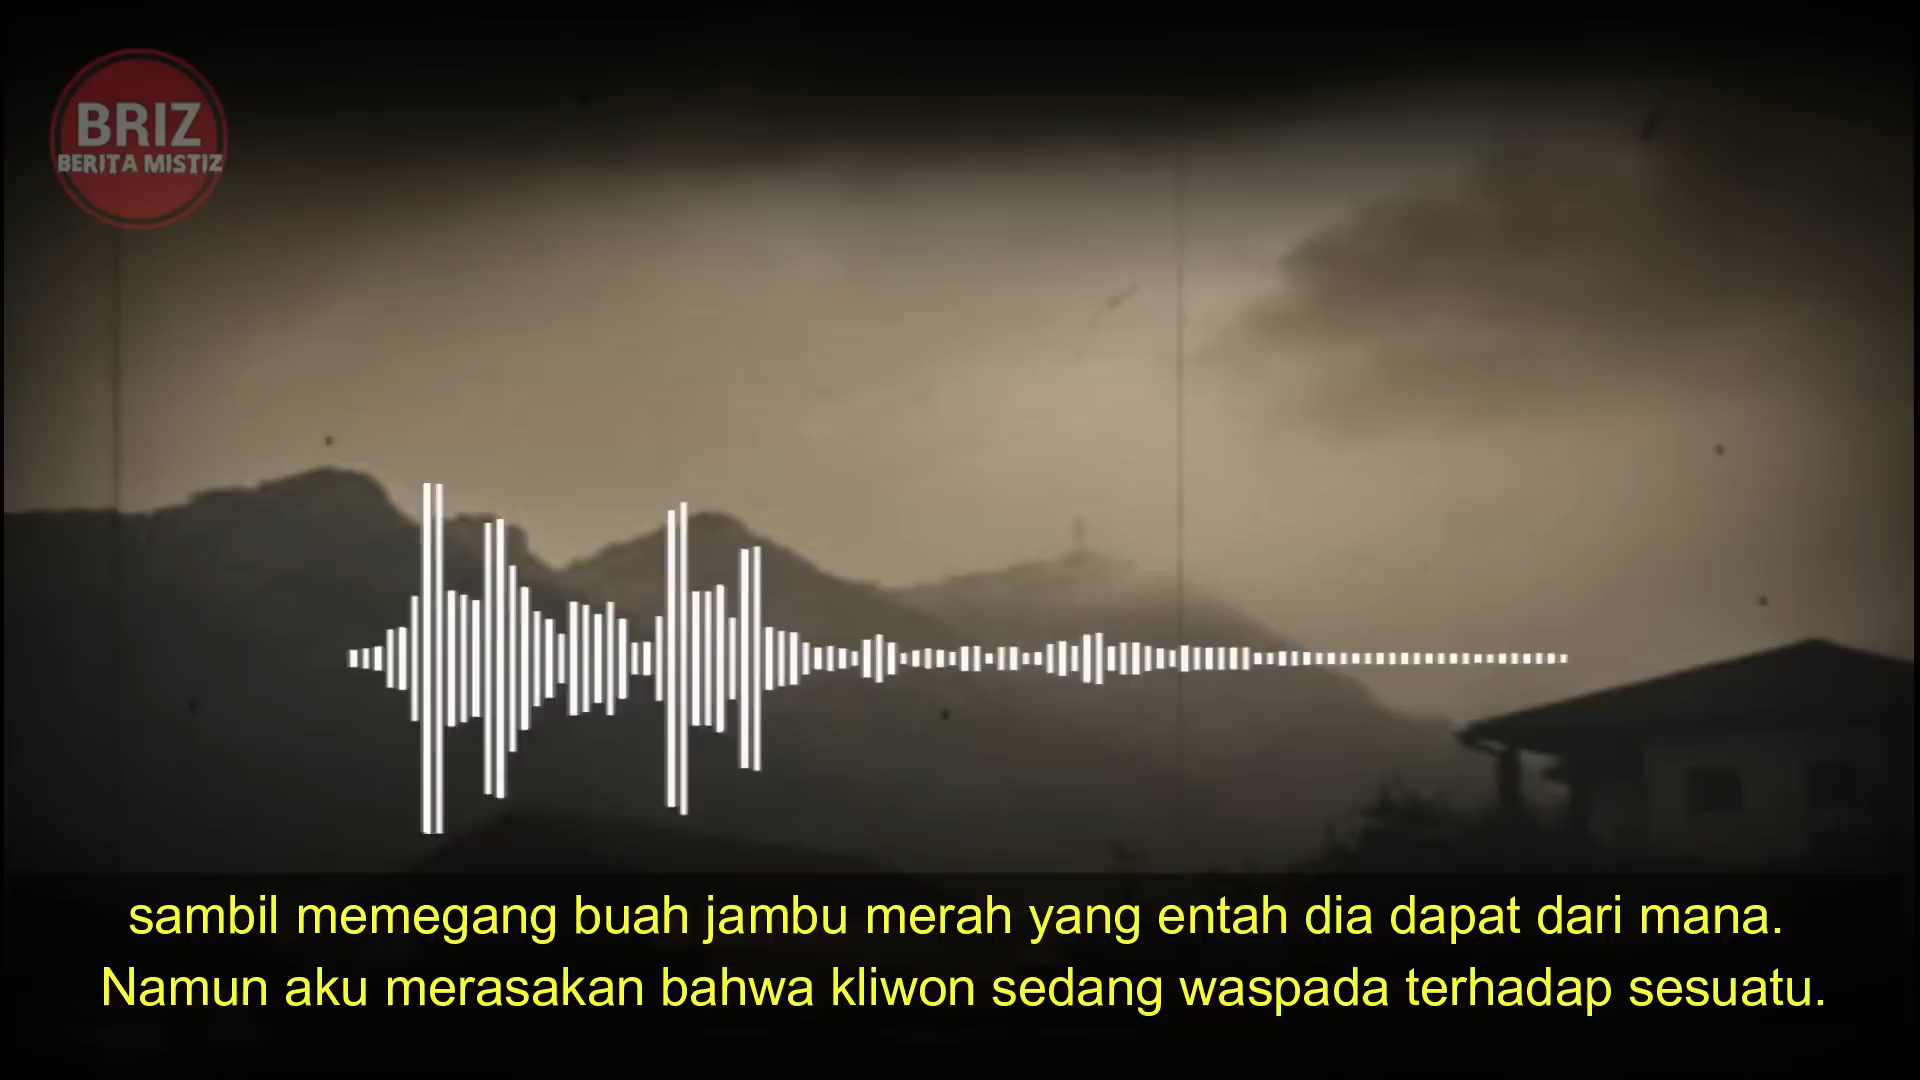 BRIZ
BERITA MISTIZ
sambil memegang buah jambu merah yang entah dia dapat dari mana.
Namun aku merasakan bahwa kliwon sedang waspada terhadap sesuatu.